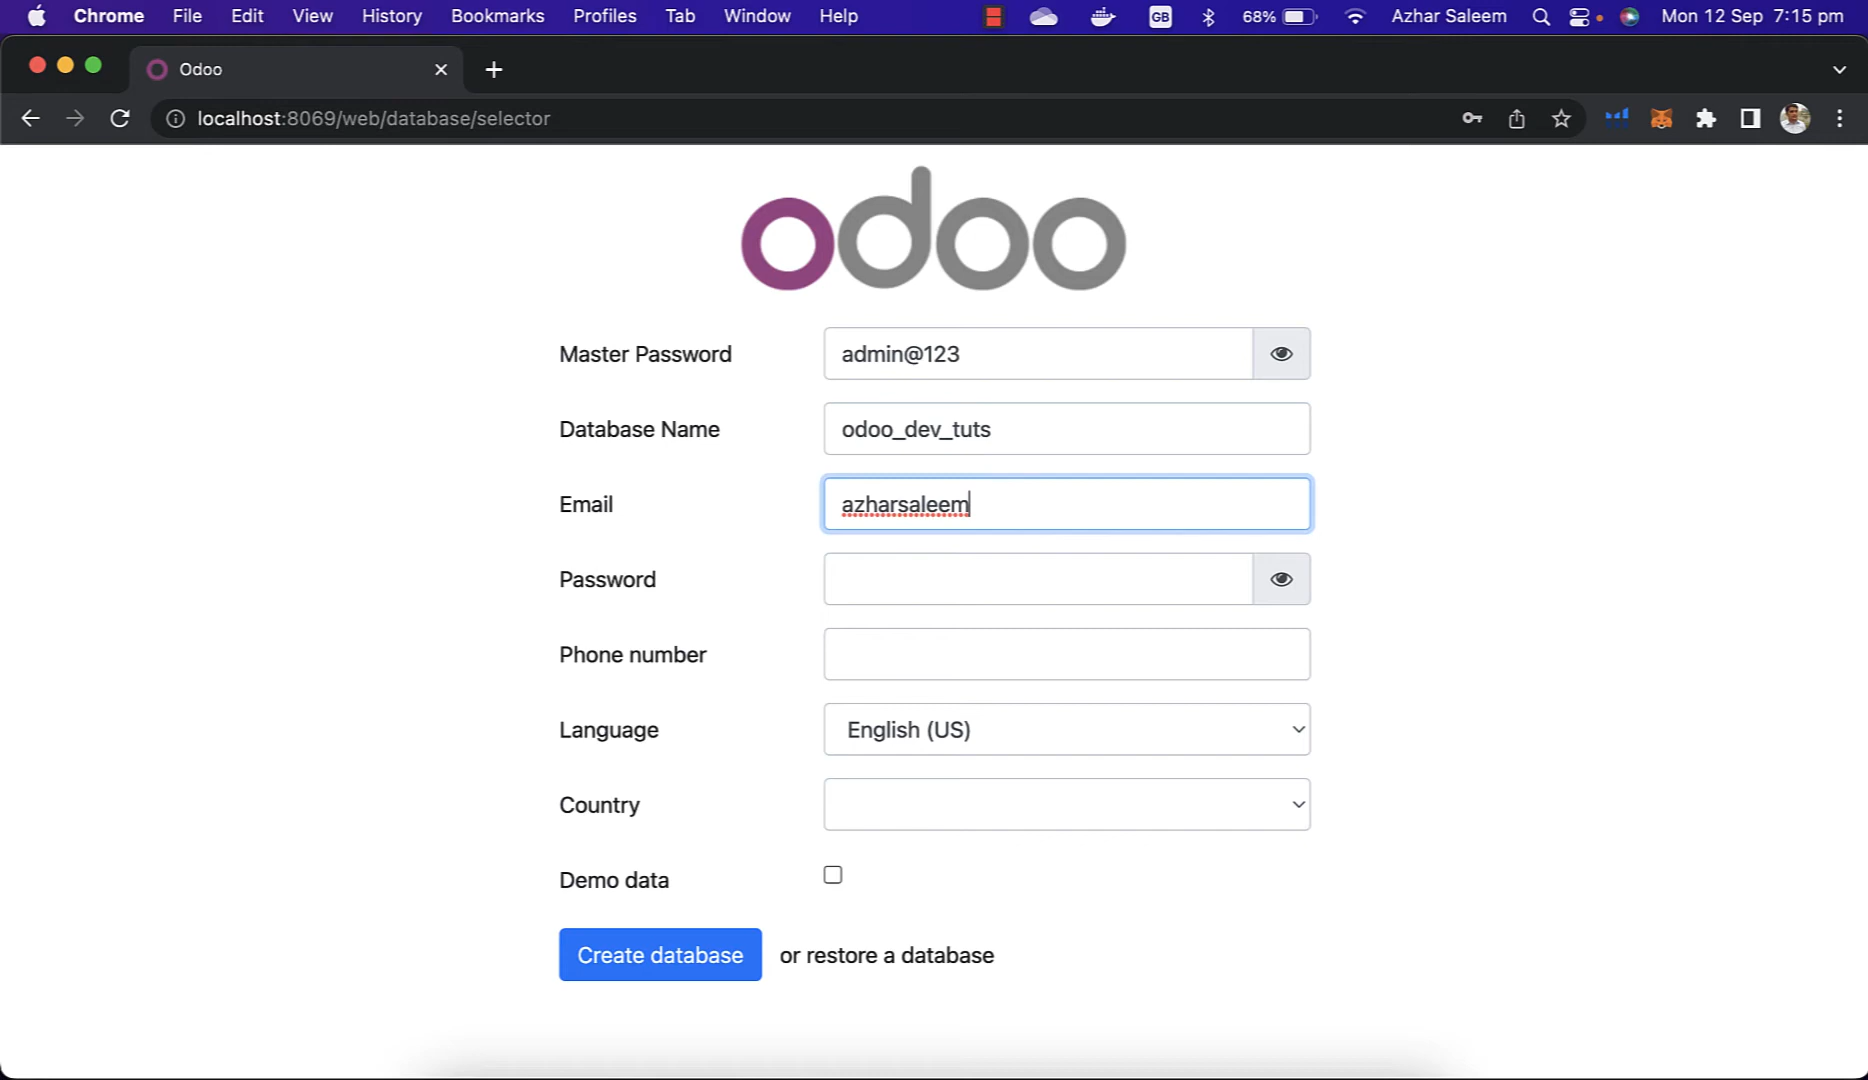 Chrome File Edit View History Bookmarks Profiles Tab Window Help GB 68% Azhar Saleem Mon 12 Sep 7:15 pm
Odoo
localhost:8069/web/database/selector
odoo
Master Password admin@123
Database Name odoo_dev_tuts
Email azharsaleem
Password
Phone number
Language English (US)
Country
Demo data
Create database or restore a database